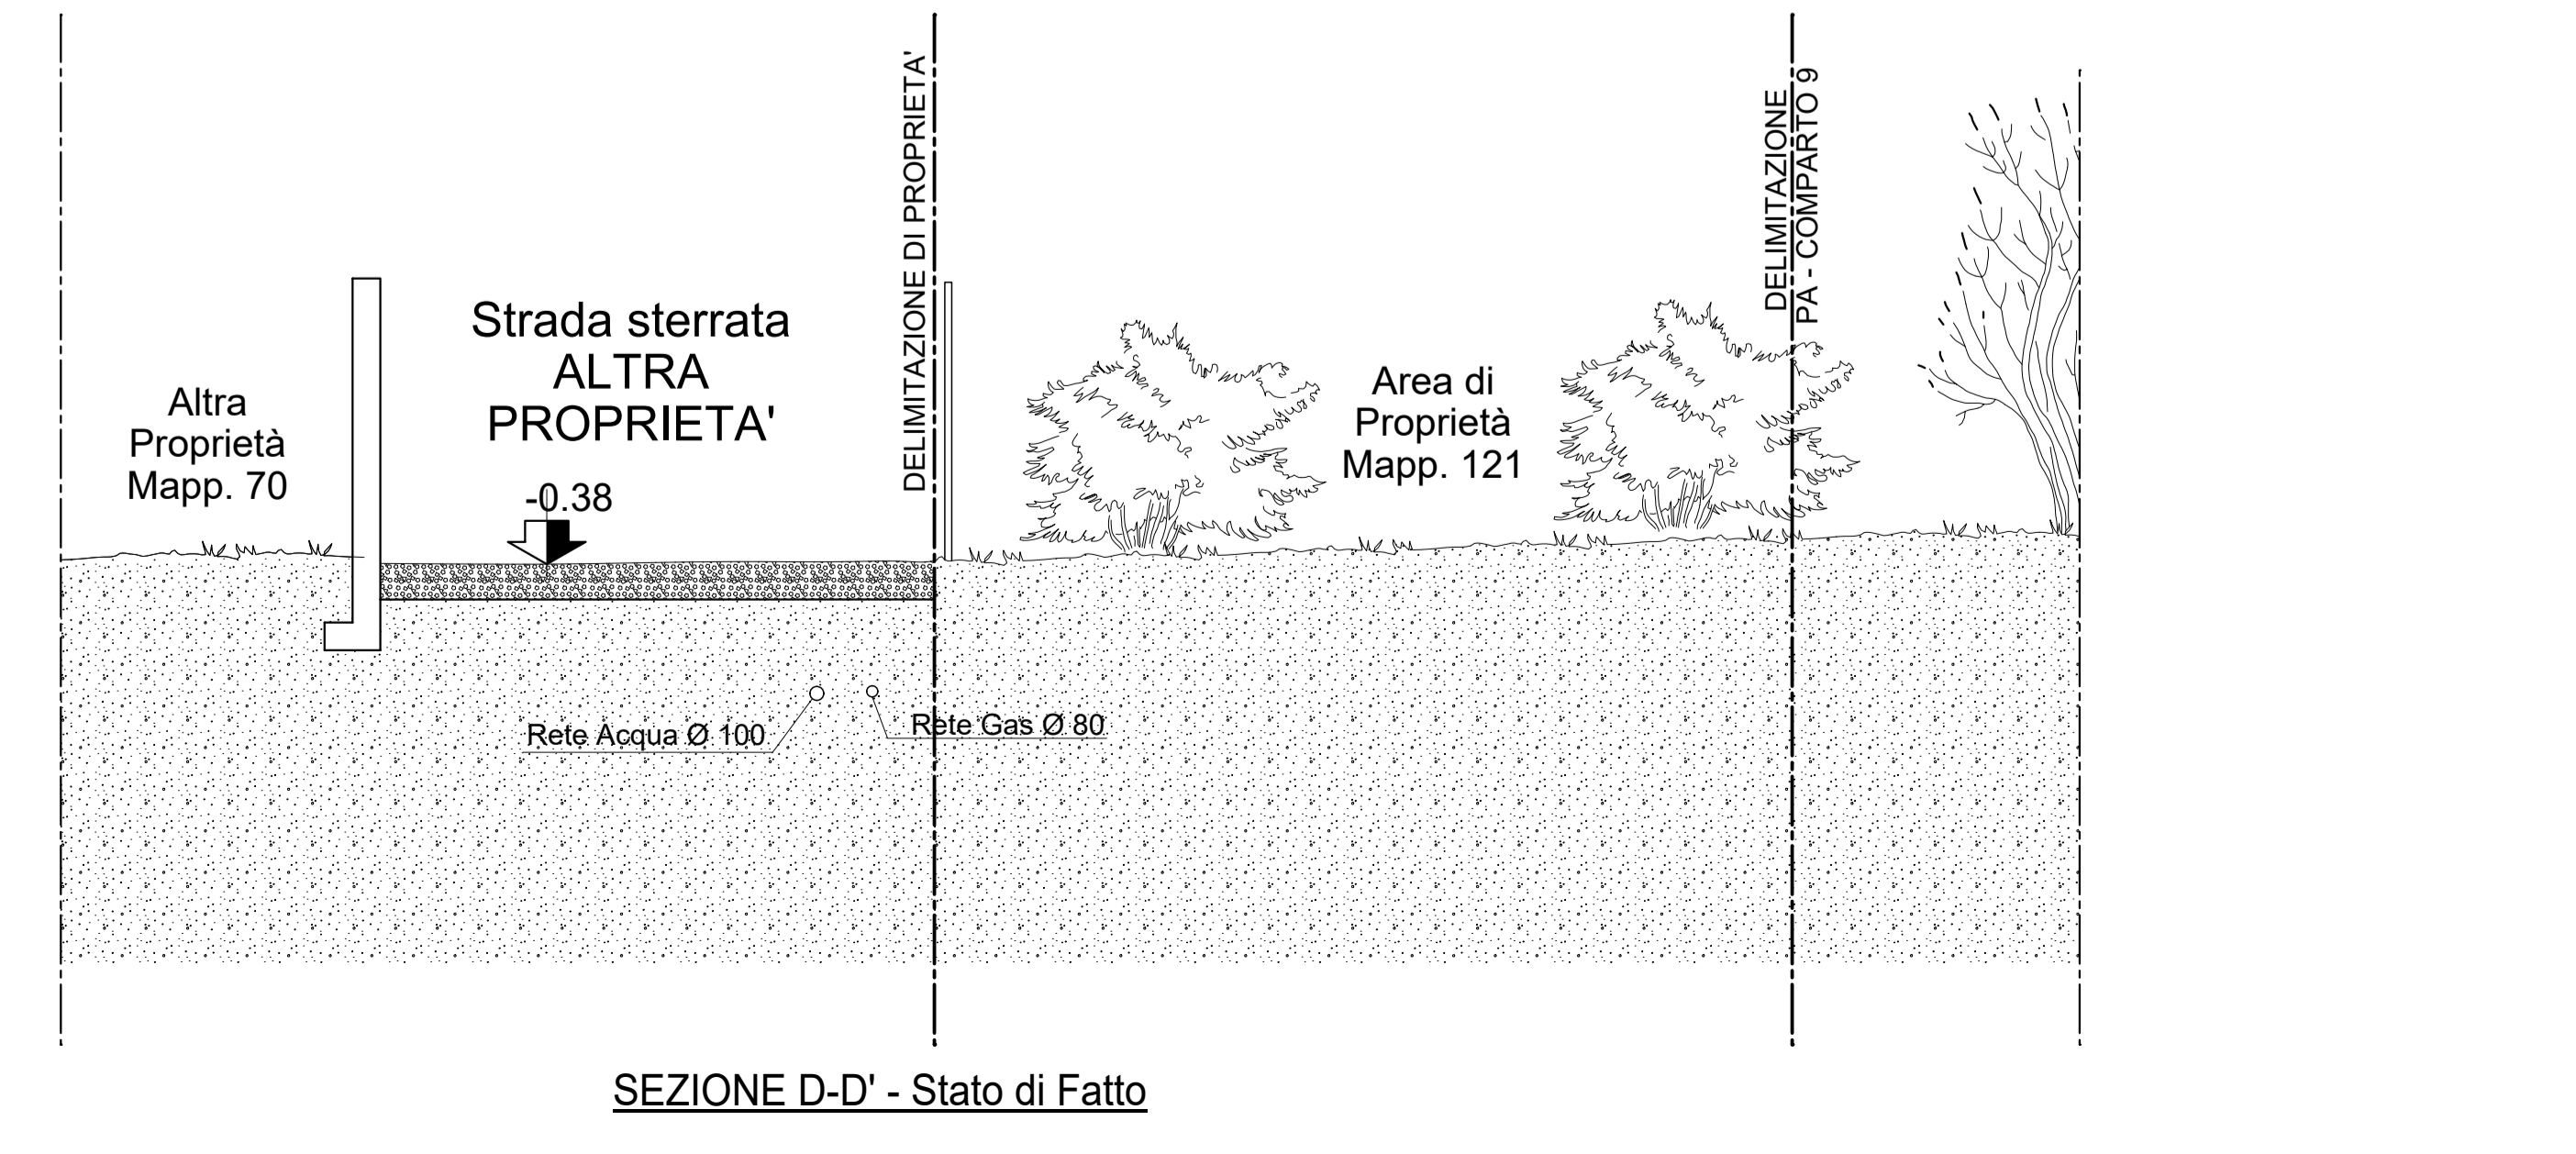 DELIMITAZIONE DI PROPRIETA'
DELIMITAZIONE
PA - COMPARTO 9
Strada sterrata
ALTRA
PROPRIETA'
Altra
Proprietà
Mapp. 70
Area di
Proprietà
Mapp. 121
-0.38
Rete Acqua Ø 100
Rete Gas Ø 80
SEZIONE D-D' - Stato di Fatto